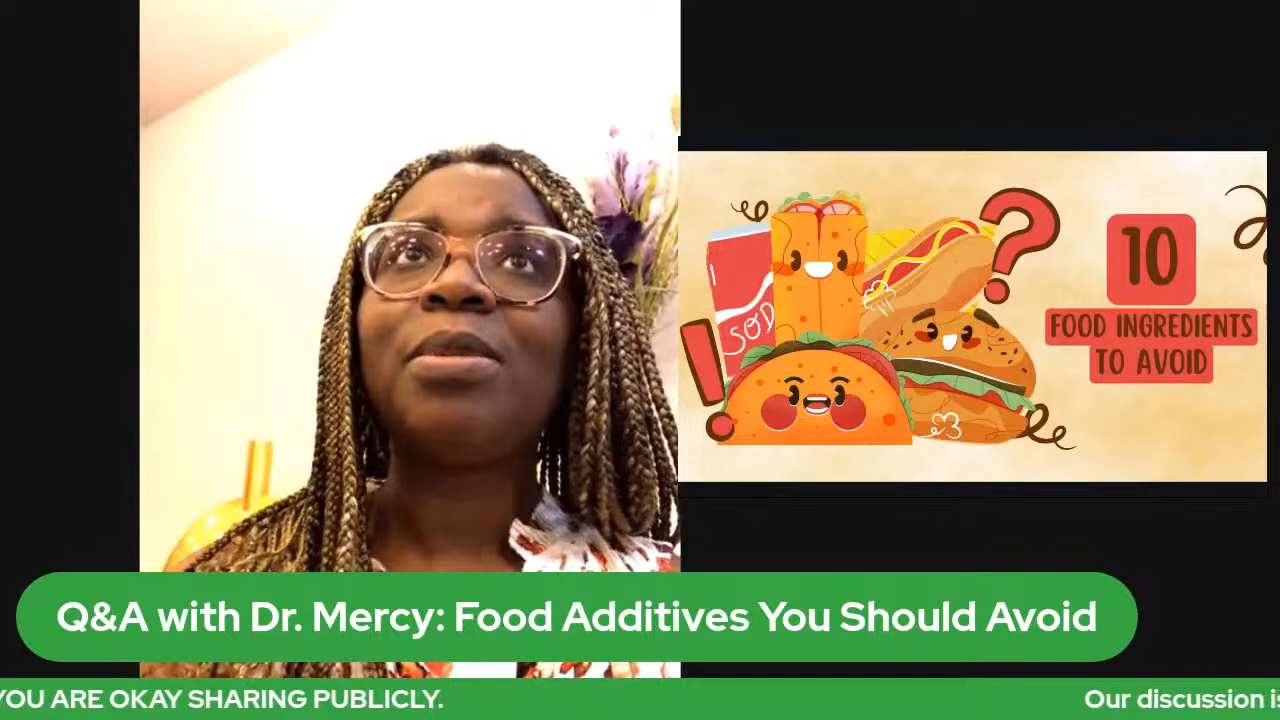 SOD
10
FOOD INGREDIENTS
TO AVOID
Q&A with Dr. Mercy: Food Additives You Should Avoid
YOU ARE OKAY SHARING PUBLICLY.
Our discussion is